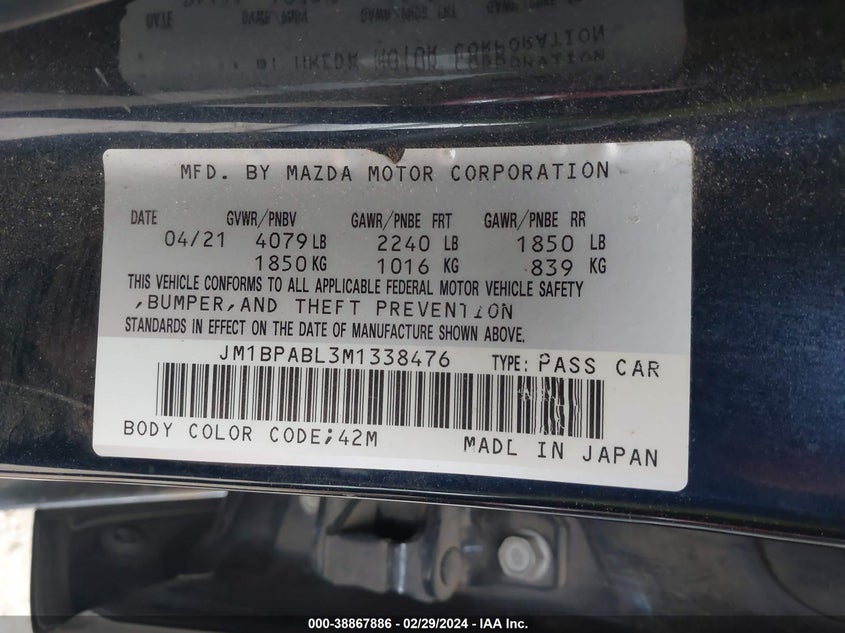 MFD. BY MAZDA MOTOR CORPORATION
DATE GVWR/PNBV GAWR/PNBE FRT GAWR/PNBE RR
04/21 4079 LB 2240 LB 1850 LB
1850 KG 1016 KG 839 KG
THIS VEHICLE CONFORMS TO ALL APPLICABLE FEDERAL MOTOR VEHICLE SAFETY
,BUMPER,AND THEFT PREVENTION
STANDARDS IN EFFECT ON THE DATE OF MANUFACTURE SHOWN ABOVE.
JM1BPABL3M1338476 TYPE: PASS CAR
BODY COLOR CODE;42M MADE IN JAPAN
000-38867886 - 02/29/2024 - IAA Inc.